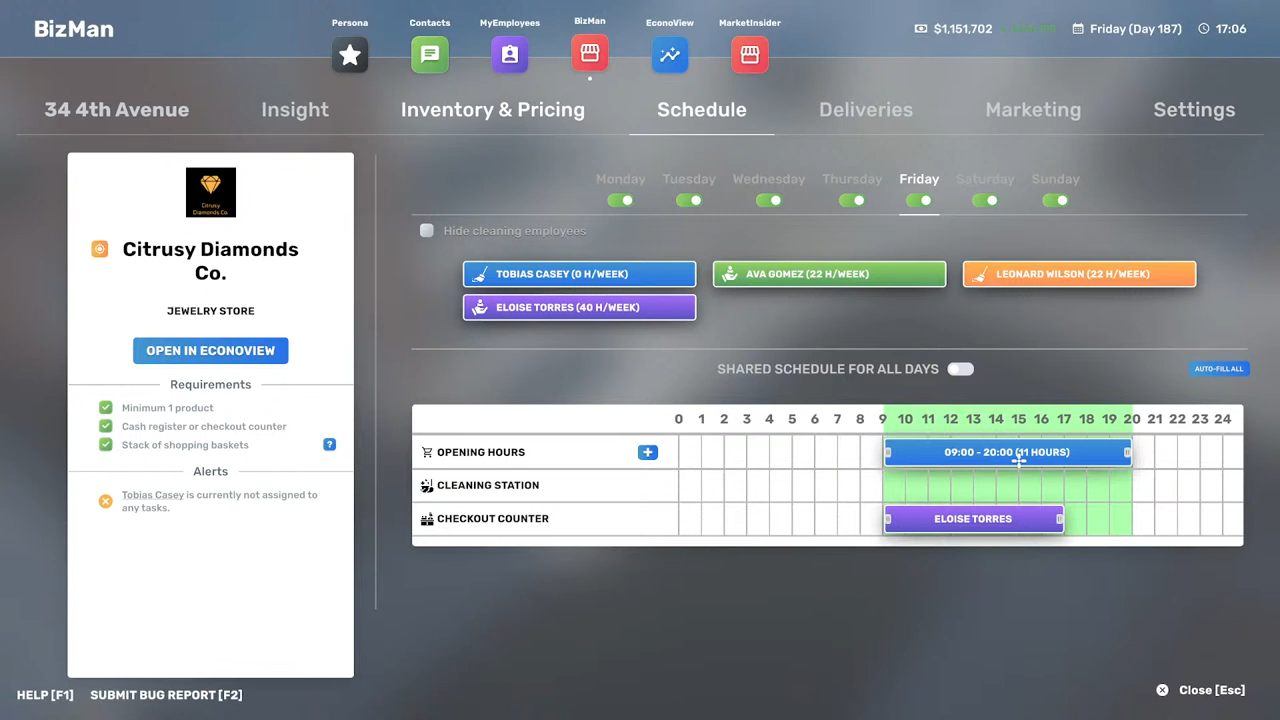 BizMan
Persona
Contacts
MyEmployees
BizMan
EconoView
MarketInsider
$1,151,702
Friday (Day 187)
17:06
34 4th Avenue
Insight
Inventory & Pricing
Schedule
Deliveries
Marketing
Settings
Citrusy
Diamonds Co.
Citrusy Diamonds
Co.
JEWELRY STORE
OPEN IN ECONOVIEW
Requirements
Minimum 1 product
Cash register or checkout counter
Stack of shopping baskets
?
Alerts
Tobias Casey is currently not assigned to
any tasks.
Monday
Tuesday
Wednesday
Thursday
Friday
Saturday
Sunday
Hide cleaning employees
TOBIAS CASEY (0 H/WEEK)
AVA GOMEZ (22 H/WEEK)
LEONARD WILSON (22 H/WEEK)
ELOISE TORRES (40 H/WEEK)
SHARED SCHEDULE FOR ALL DAYS
AUTO-FILL ALL
0 1 2 3 4 5 6 7 8 9 10 11 12 13 14 15 16 17 18 19 20 21 22 23 24
OPENING HOURS
09:00 - 20:00 (11 HOURS)
CLEANING STATION
CHECKOUT COUNTER
ELOISE TORRES
HELP [F1]
SUBMIT BUG REPORT [F2]
Close [Esc]